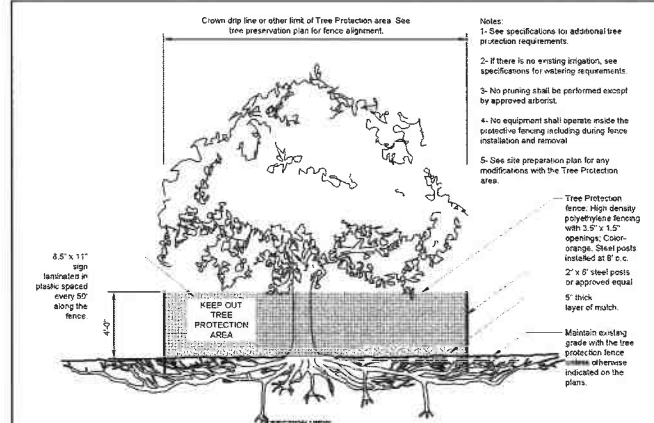 Crown drip line or other limit of Tree Protection area. See
tree preservation plan for fence alignment.
Notes:
1- See specifications for additional tree
protection requirements.
2- If there is no existing irrigation, see
specifications for watering requirements.
3- No pruning shall be performed except
by approved arborist.
4- No equipment shall operate inside the
protective fencing including during fence
installation and removal
5- See site preparation plan for any
modifications with the Tree Protection
area.
Tree Protection
fence: High density
polyethylene fencing
with 3.5" x 1.5"
openings; Color-
orange. Steel posts
installed at 8' o.c.
2" x 6' steel posts
or approved equal
5" thick
layer of mulch.
Maintain existing
grade with the tree
protection fence
unless otherwise
indicated on the
plans.
8.5" x 11"
sign
laminated in
plastic spaced
every 50'
along the
fence.
4'-0"
KEEP OUT
TREE
PROTECTION
AREA